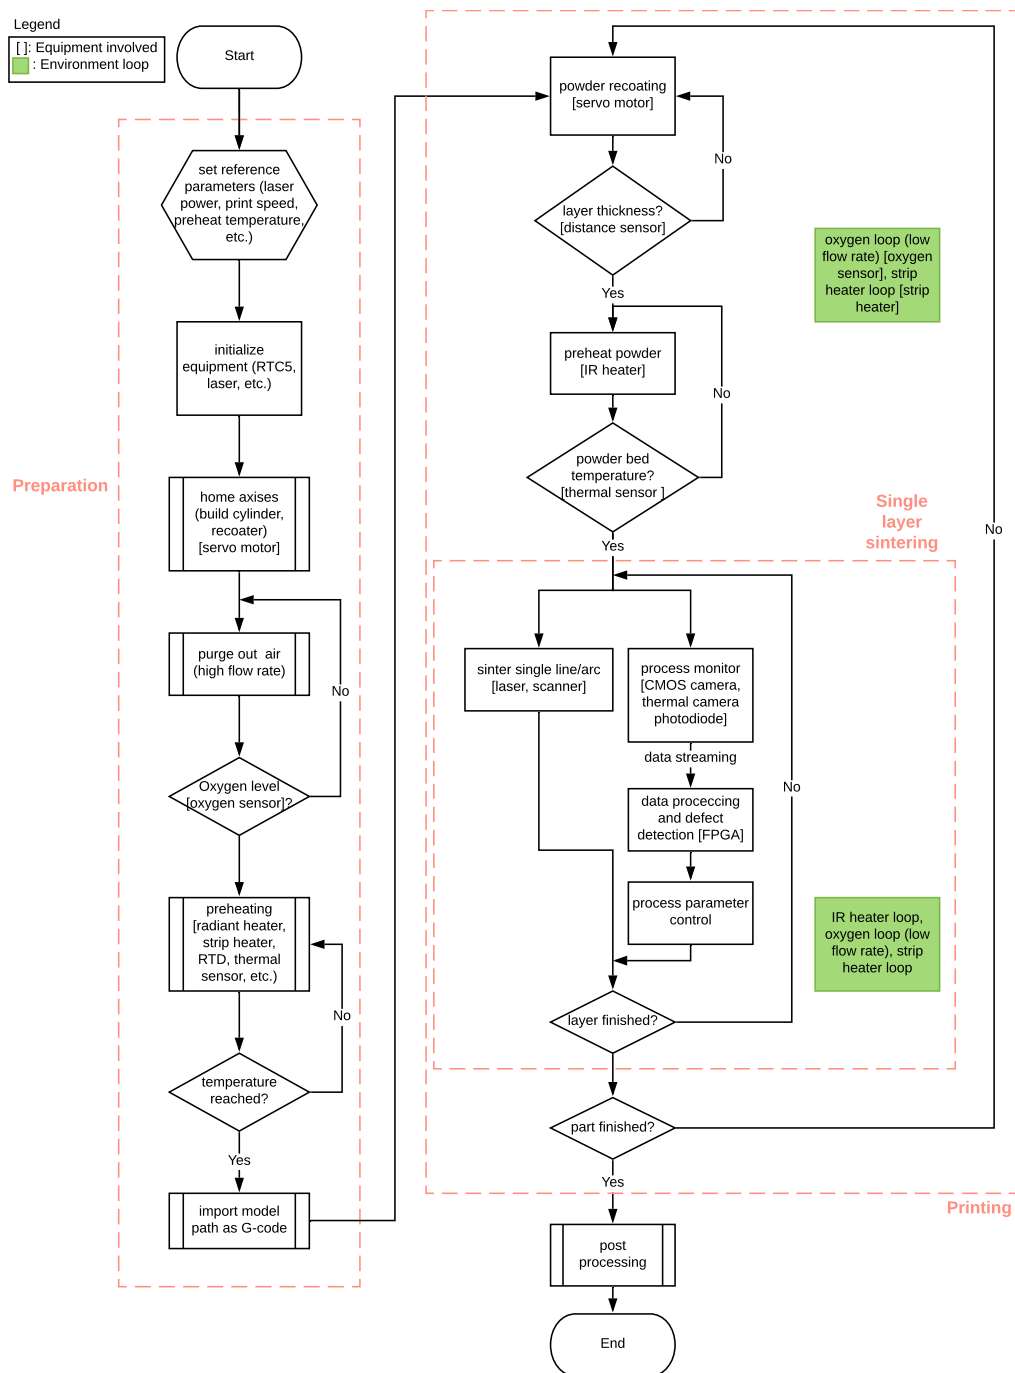 Legend
[ ]: Equipment involved
: Environment loop
Start
set reference
parameters (laser
power, print speed,
preheat temperature,
etc.)
initialize
equipment (RTC5,
laser, etc.)
Preparation
home axises
(build cylinder,
recoater)
[servo motor]
purge out  air
(high flow rate)
No
Oxygen level
[oxygen sensor]?
preheating
[radiant heater,
strip heater,
RTD, thermal
sensor, etc.)
No
temperature
reached?
Yes
import model
path as G-code
powder recoating
[servo motor]
No
layer thickness?
[distance sensor]
Yes
oxygen loop (low
flow rate) [oxygen
sensor], strip
heater loop [strip
heater]
preheat powder
[IR heater]
No
powder bed
temperature?
[thermal sensor ]
Yes
Single
layer
sintering
No
sinter single line/arc
[laser, scanner]
process monitor
[CMOS camera,
thermal camera
photodiode]
data streaming
No
data proceccing
and defect
detection [FPGA]
process parameter
control
IR heater loop,
oxygen loop (low
flow rate), strip
heater loop
layer finished?
part finished?
Yes
Printing
post
processing
End